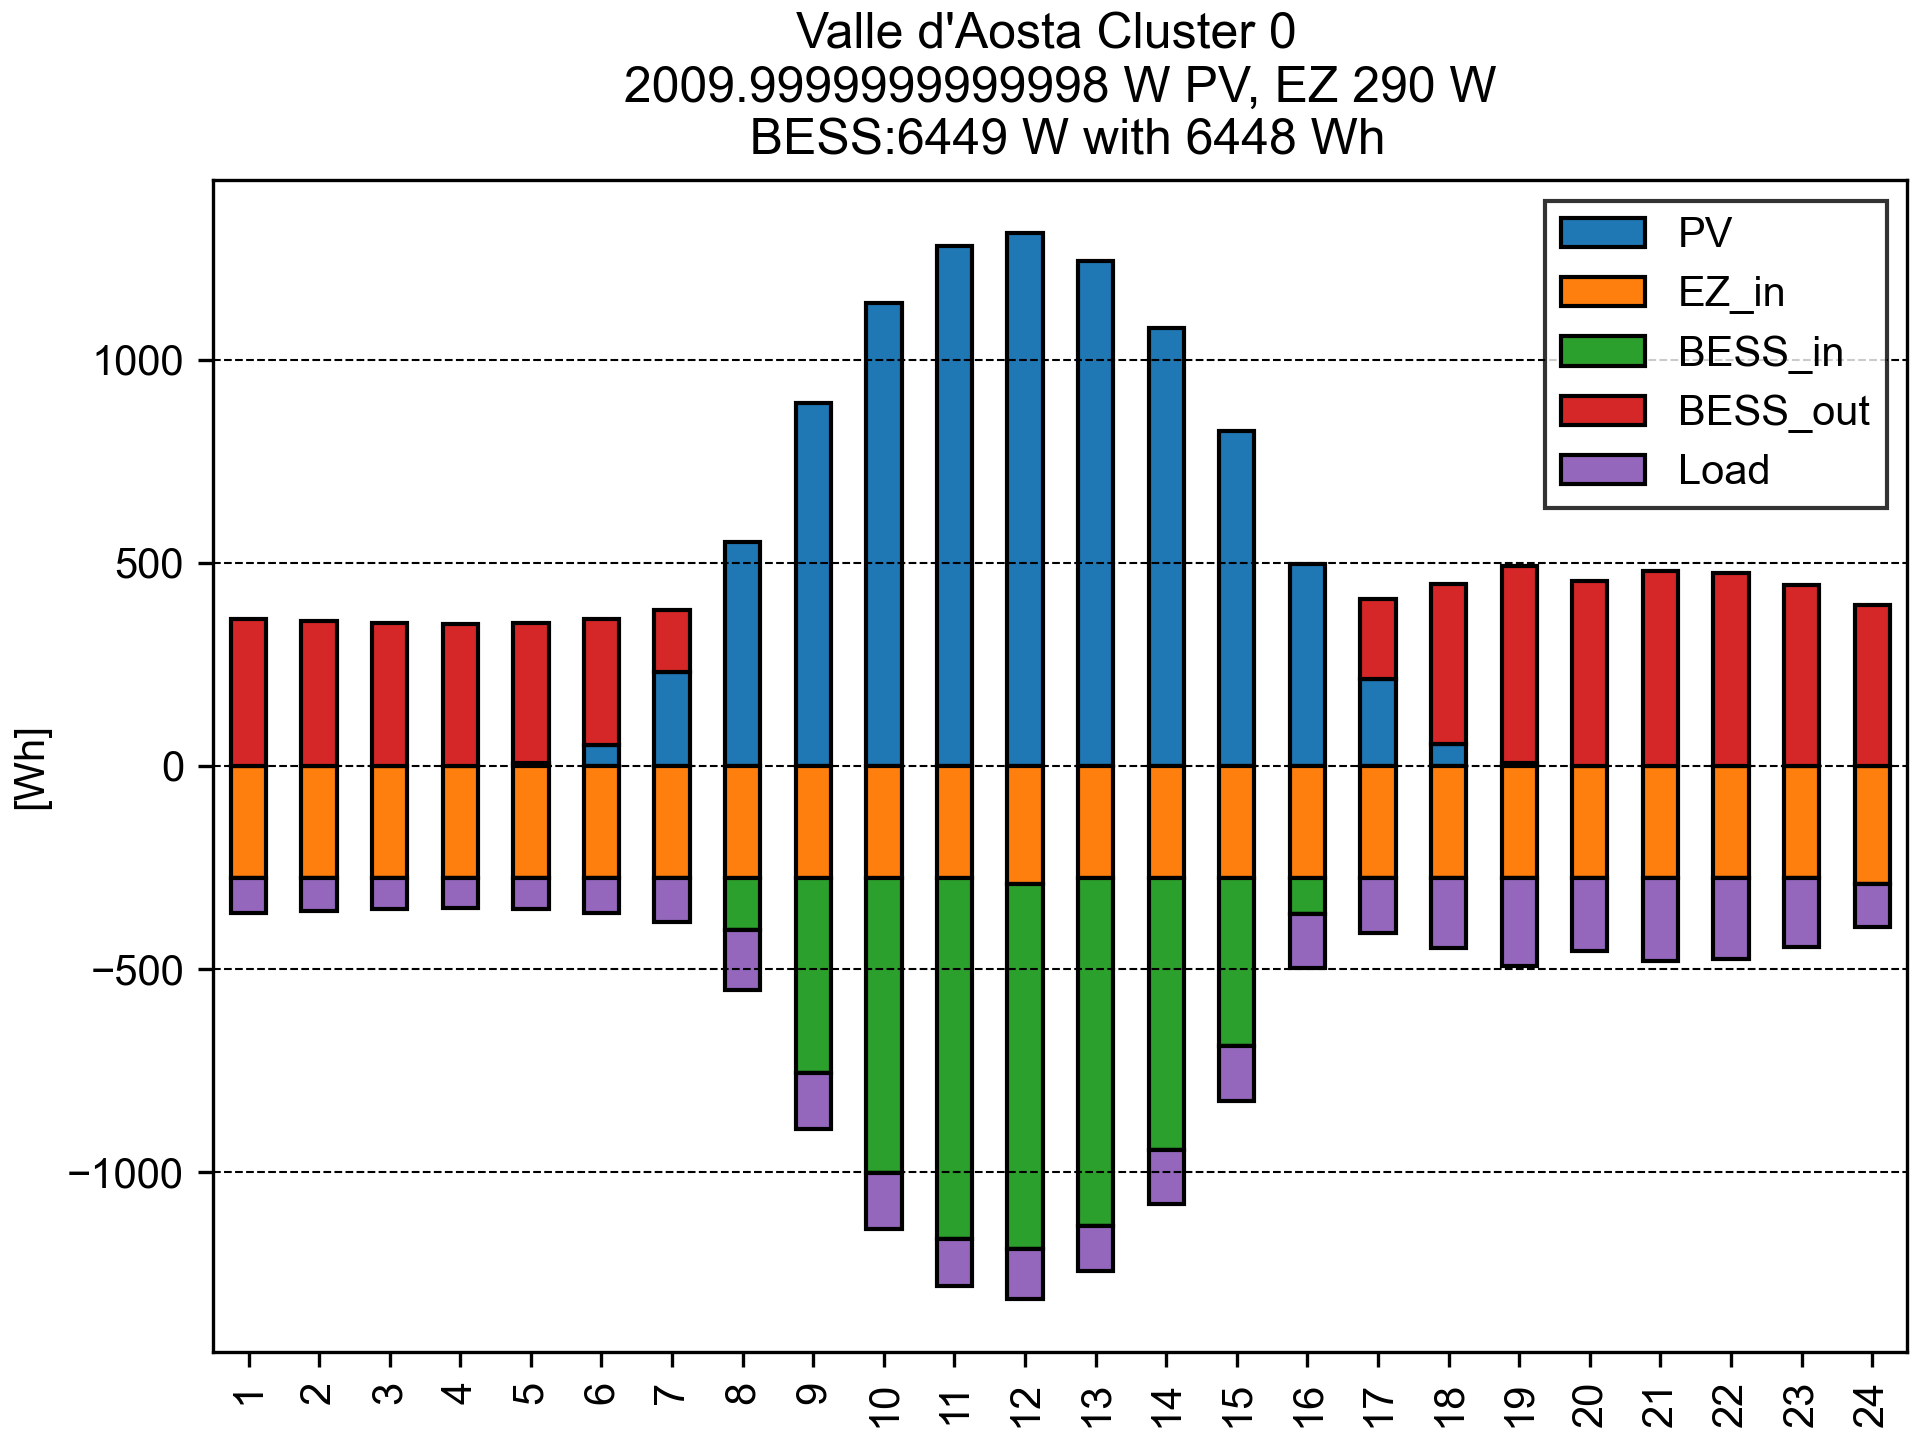 Valle d'Aosta Cluster 0
2009.9999999999998 W PV, EZ 290 W
BESS:6449 W with 6448 Wh
PV
EZ_in
BESS_in
BESS_out
Load
1000
500
0
−500
−1000
[Wh]
1 2 3 4 5 6 7 8 9 10 11 12 13 14 15 16 17 18 19 20 21 22 23 24